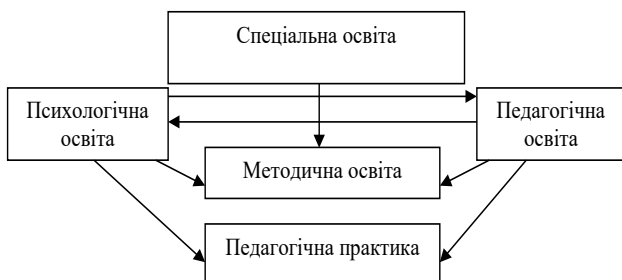 Спеціальна освіта
Психологічна
освіта
Педагогічна
освіта
Методична освіта
Педагогічна практика